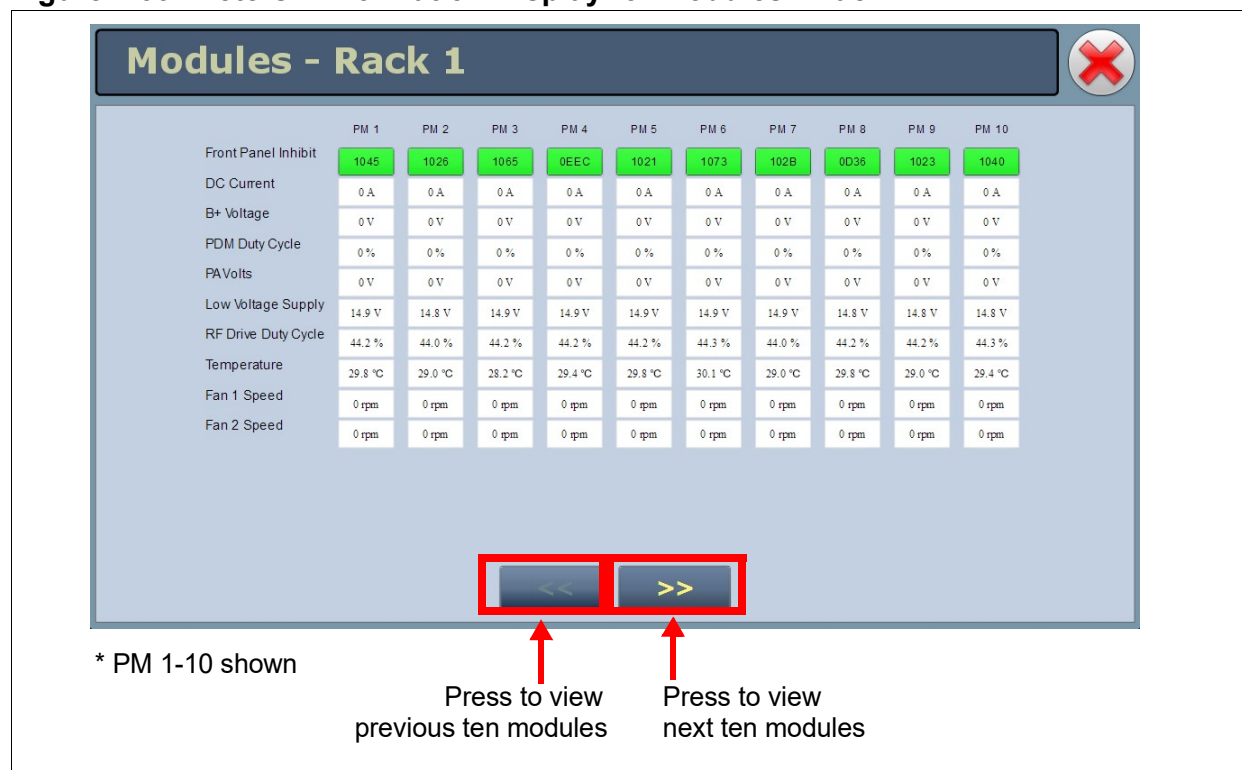 Modules - Rack 1
PM 1 PM 2 PM 3 PM 4 PM 5 PM 6 PM 7 PM 8 PM 9 PM 10
Front Panel Inhibit 1045 1026 1065 0EEC 1021 1073 102B 0D36 1023 1040
DC Current 0 A 0 A 0 A 0 A 0 A 0 A 0 A 0 A 0 A 0 A
B+ Voltage 0 V 0 V 0 V 0 V 0 V 0 V 0 V 0 V 0 V 0 V
PDM Duty Cycle 0 % 0 % 0 % 0 % 0 % 0 % 0 % 0 % 0 % 0 %
PA Volts 0 V 0 V 0 V 0 V 0 V 0 V 0 V 0 V 0 V 0 V
Low Voltage Supply 14.9 V 14.8 V 14.9 V 14.9 V 14.9 V 14.9 V 14.9 V 14.8 V 14.8 V 14.8 V
RF Drive Duty Cycle 44.2 % 44.0 % 44.2 % 44.2 % 44.2 % 44.3 % 44.0 % 44.2 % 44.2 % 44.3 %
Temperature 29.8 °C 29.0 °C 28.2 °C 29.4 °C 29.8 °C 30.1 °C 29.0 °C 29.8 °C 29.0 °C 29.4 °C
Fan 1 Speed 0 rpm 0 rpm 0 rpm 0 rpm 0 rpm 0 rpm 0 rpm 0 rpm 0 rpm 0 rpm
Fan 2 Speed 0 rpm 0 rpm 0 rpm 0 rpm 0 rpm 0 rpm 0 rpm 0 rpm 0 rpm 0 rpm
<< >>
* PM 1-10 shown
Press to view
previous ten modules
Press to view
next ten modules